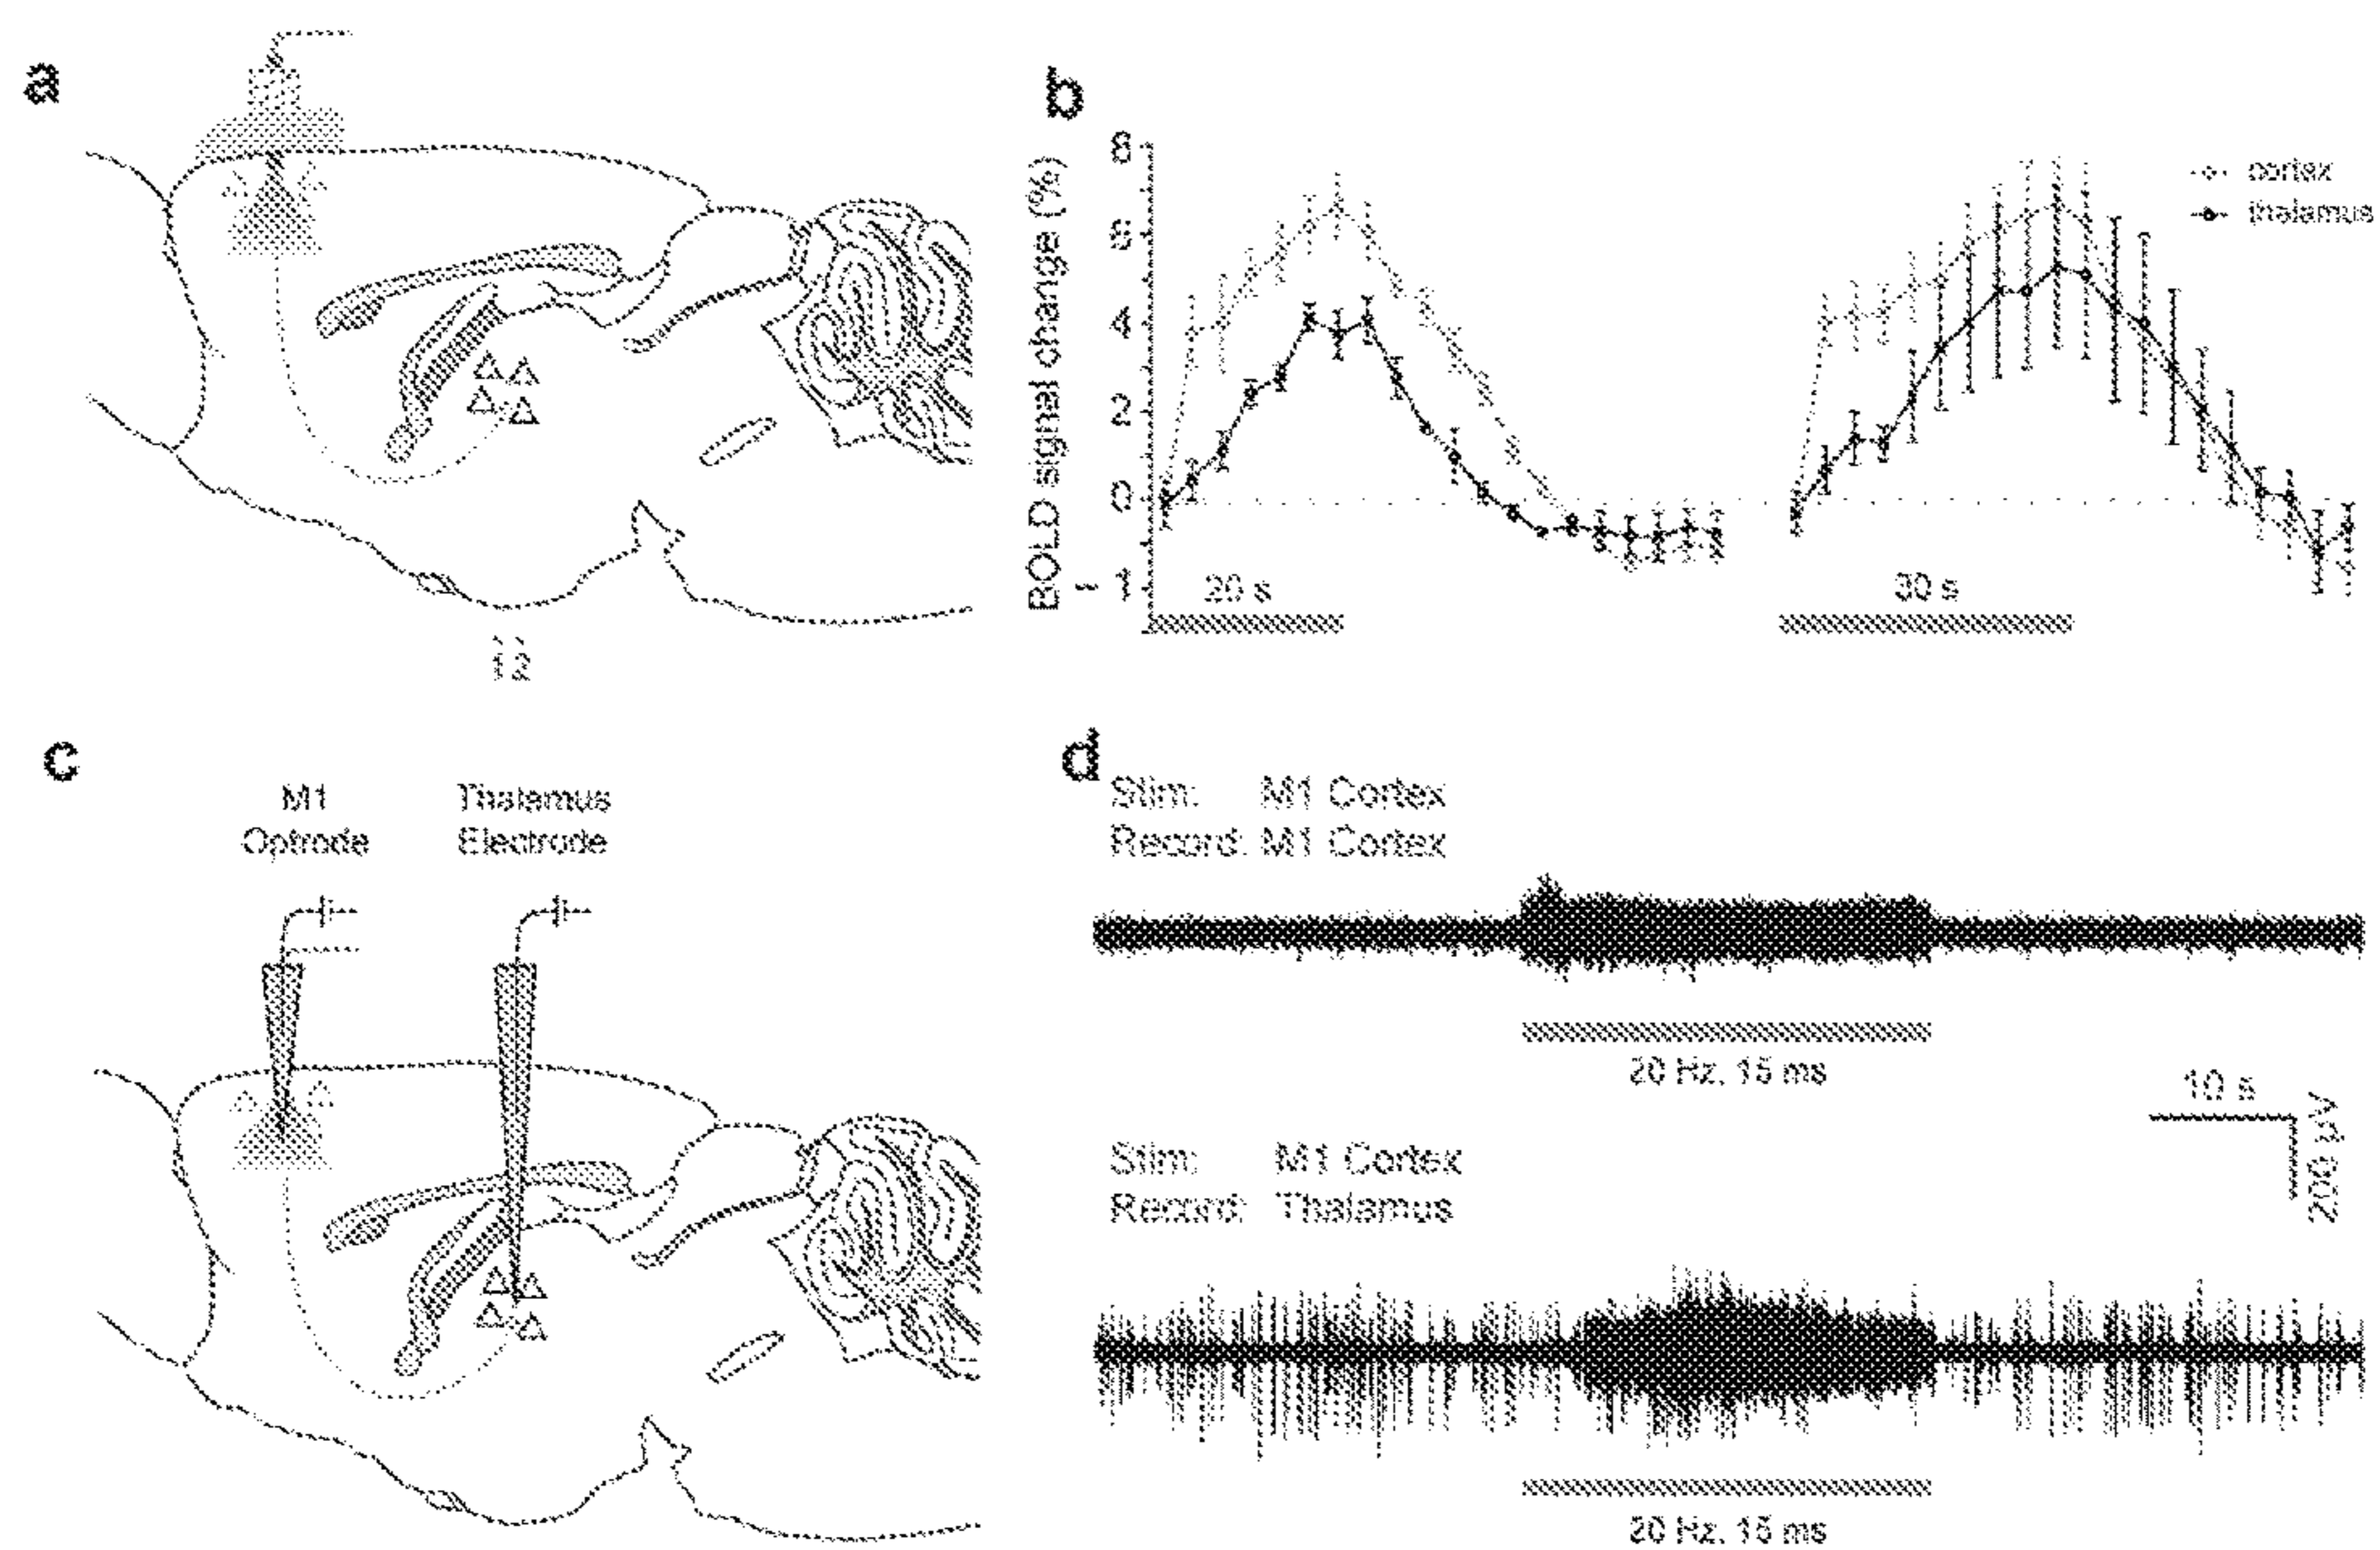 a
1 2
b
BOLD signal change (%)
8
6
4
2
0
- 1
cortex
thalamus
20 s
30 s
c
M1
Optrode
Thalamus
Electrode
d
Stim: M1 Cortex
Record: M1 Cortex
20 Hz, 15 ms
10 s
200 µV
Stim: M1 Cortex
Record: Thalamus
20 Hz, 15 ms